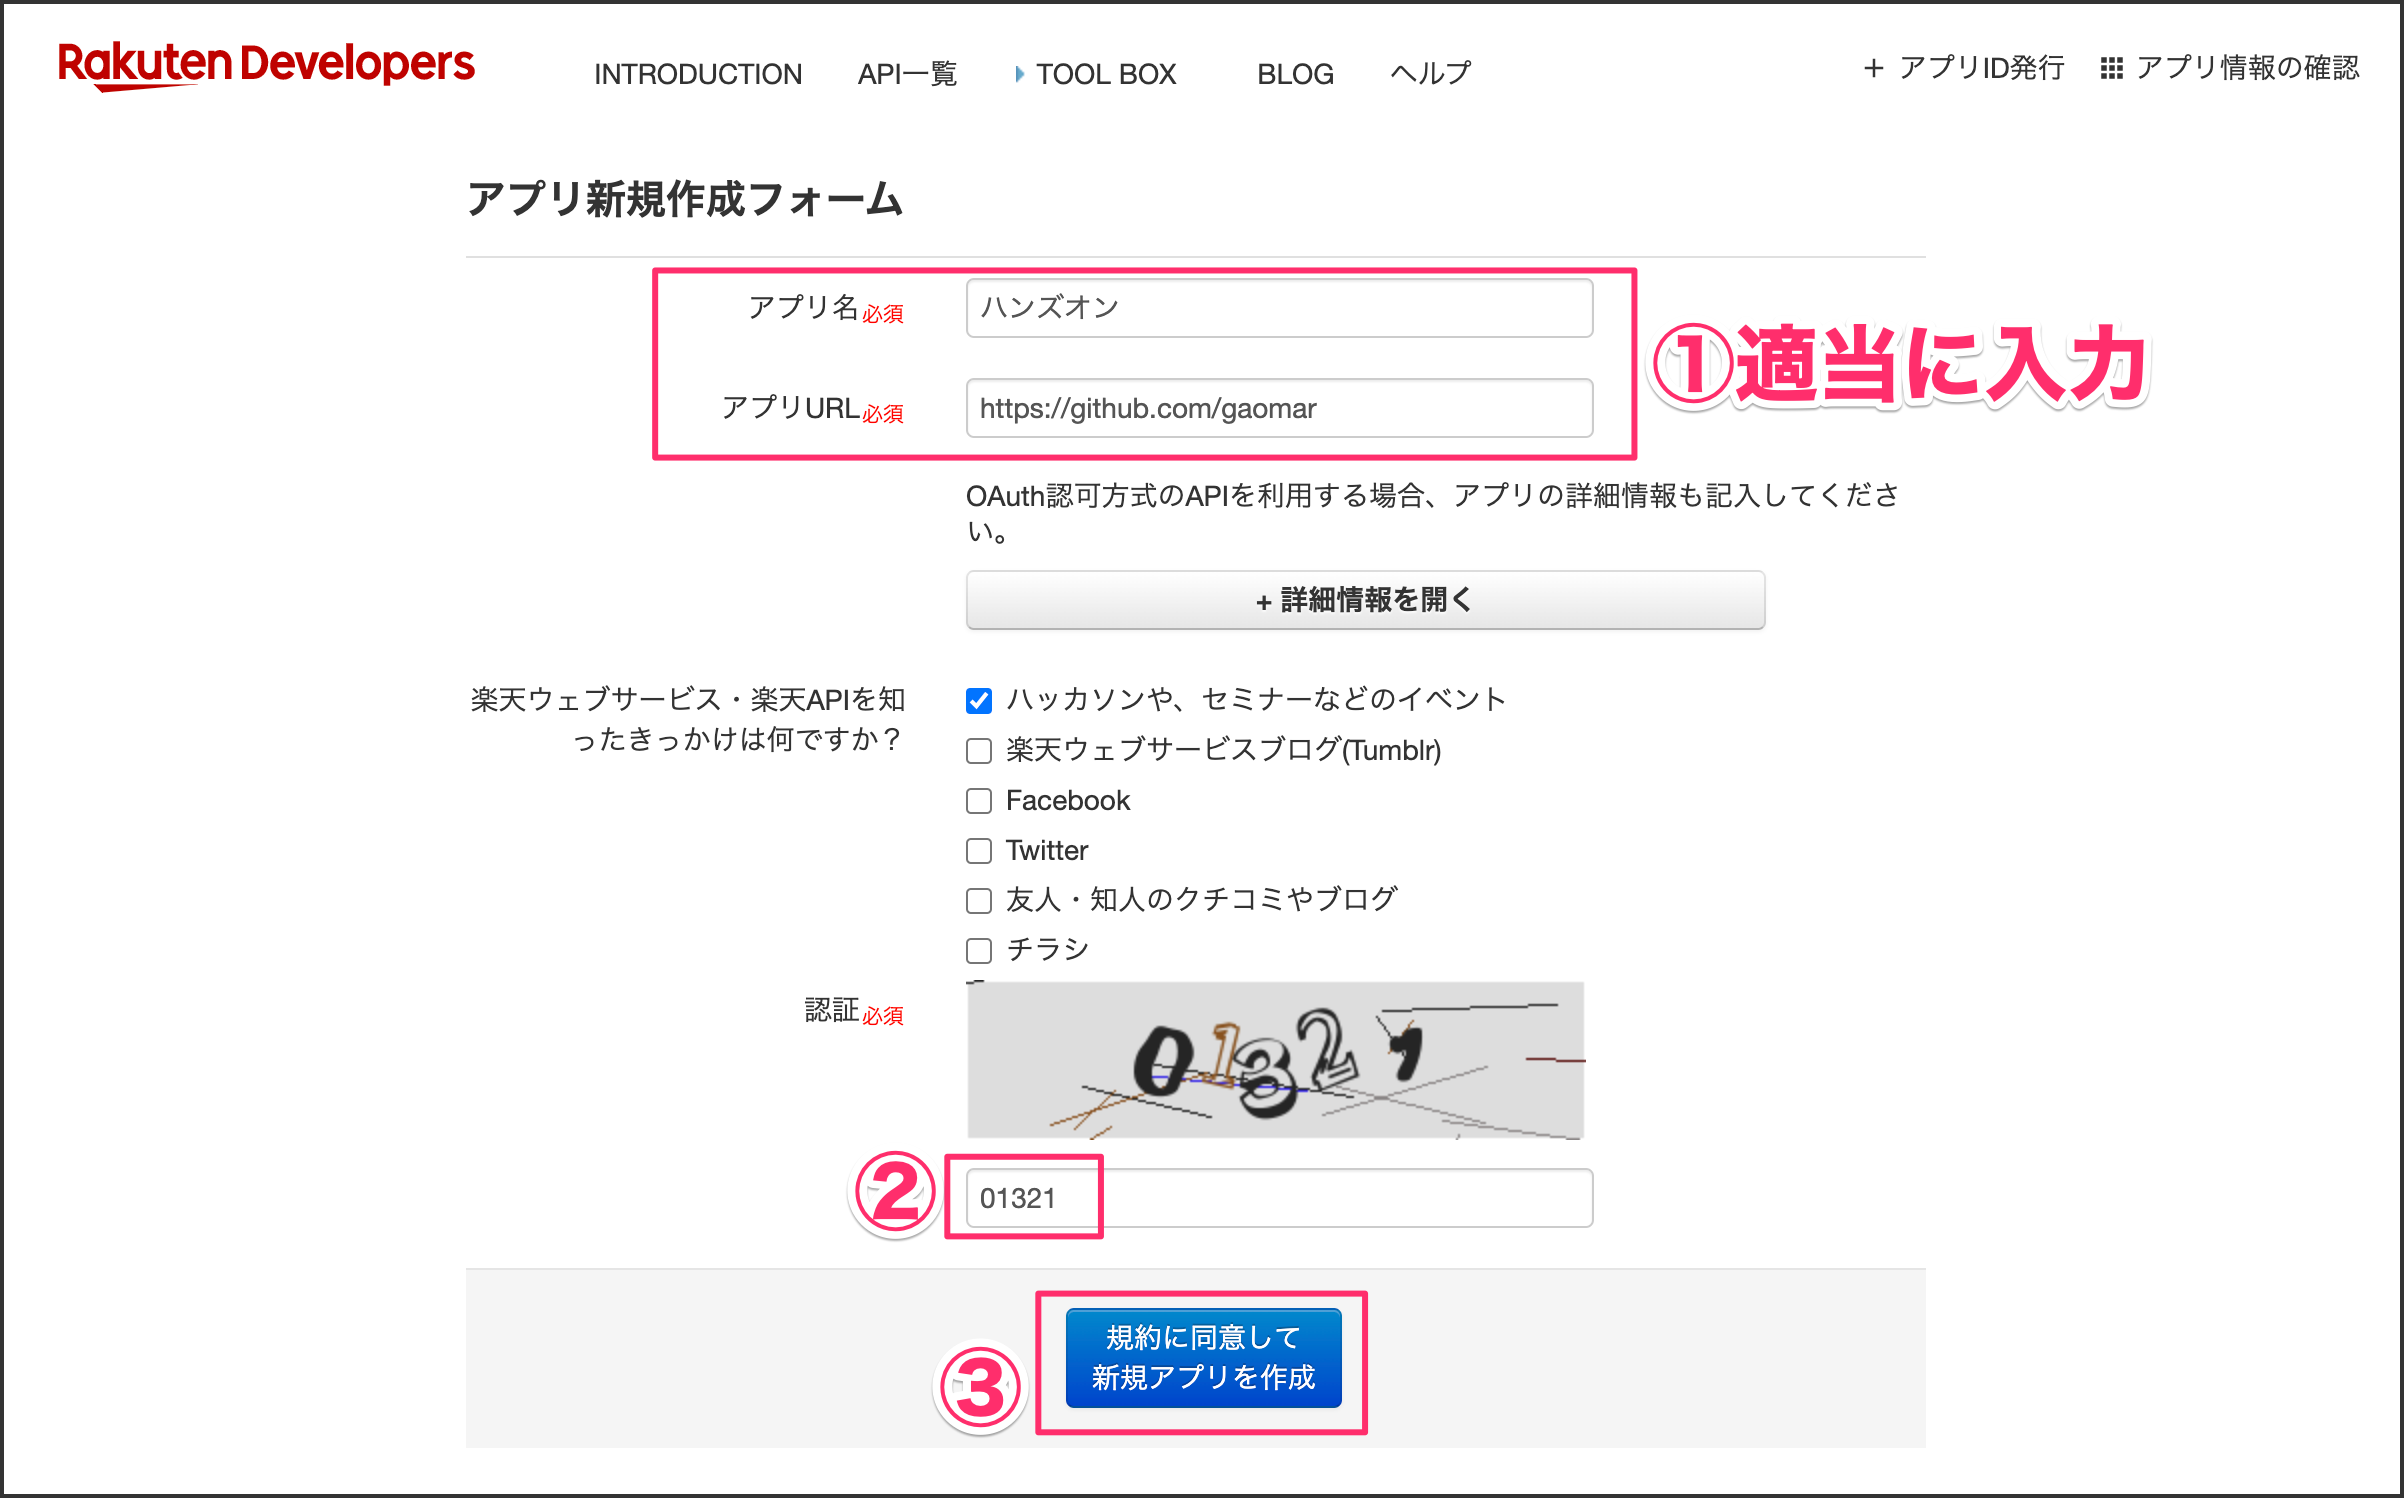 Rakuten Developers
INTRODUCTION API一覧 TOOL BOX BLOG ヘルプ
+ アプリID発行 アプリ情報の確認
アプリ新規作成フォーム
アプリ名必須 ハンズオン
①適当に入力
アプリURL必須 https://github.com/gaomar
OAuth認可方式のAPIを利用する場合、アプリの詳細情報も記入してくださ
い。
+ 詳細情報を開く
楽天ウェブサービス・楽天APIを知
ったきっかけは何ですか？
ハッカソンや、セミナーなどのイベント
楽天ウェブサービスブログ(Tumblr)
Facebook
Twitter
友人・知人のクチコミやブログ
チラシ
認証必須
01321
② 01321
③
規約に同意して
新規アプリを作成